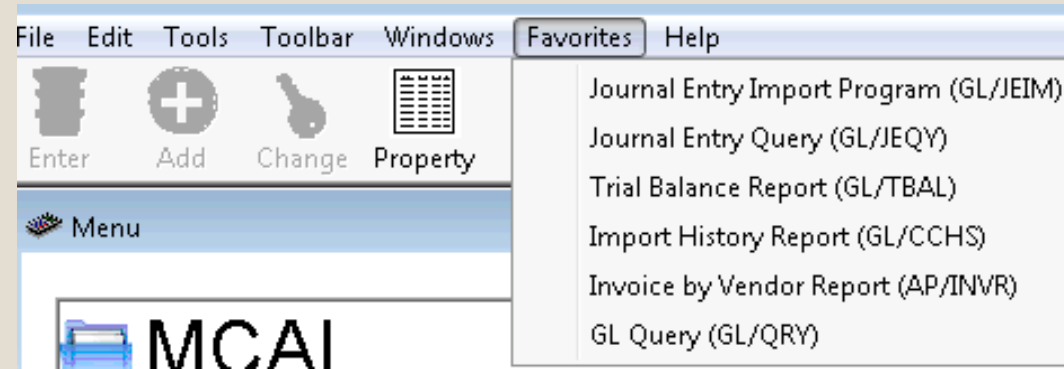 File Edit Tools Toolbar Windows Favorites Help
Enter Add Change Property
Journal Entry Import Program (GL/JEIM)
Journal Entry Query (GL/JEQY)
Trial Balance Report (GL/TBAL)
Import History Report (GL/CCHS)
Invoice by Vendor Report (AP/INVR)
GL Query (GL/QRY)
Menu
MCAI